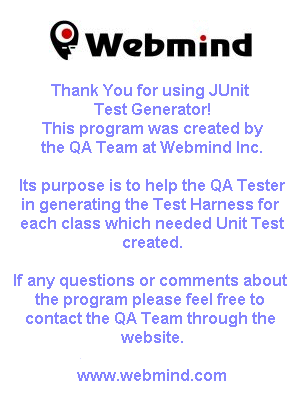 Webmind
Thank You for using JUnit
Test Generator!
This program was created by
the QA Team at Webmind Inc.
Its purpose is to help the QA Tester
in generating the Test Harness for
each class which needed Unit Test
created.
If any questions or comments about
the program please feel free to
contact the QA Team through the
website.
www.webmind.com